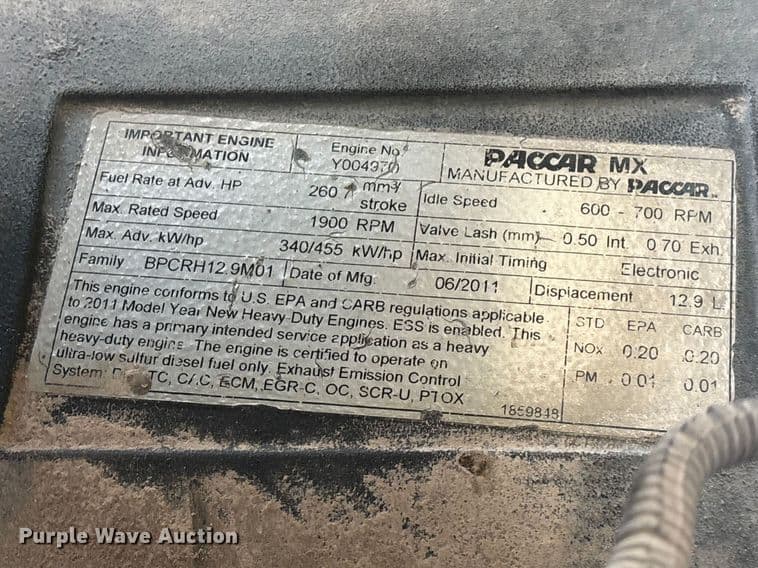 IMPORTANT ENGINE INFORMATION
Engine No.
Y004970
PACCAR MX
MANUFACTURED BY PACCAR
Fuel Rate at Adv. HP 260 mm³/stroke
Idle Speed 600 - 700 RPM
Max. Rated Speed 1900 RPM
Valve Lash (mm) 0.50 Int. 0.70 Exh.
Max. Adv. kW/hp 340/455 kW/hp
Max. Initial Timing Electronic
Family BPCRH12.9M01
Date of Mfg. 06/2011
Displacement 12.9 L
This engine conforms to U.S. EPA and CARB regulations applicable
to 2011 Model Year New Heavy-Duty Engines. ESS is enabled. This
engine has a primary intended service application as a heavy
heavy-duty engine. The engine is certified to operate on
ultra-low sulfur diesel fuel only. Exhaust Emission Control
System: TC, CAC, ECM, EGR-C, OC, SCR-U, PTOX
STD EPA CARB
NOx 0.20 0.20
PM 0.01 0.01
1859848
Purple Wave Auction